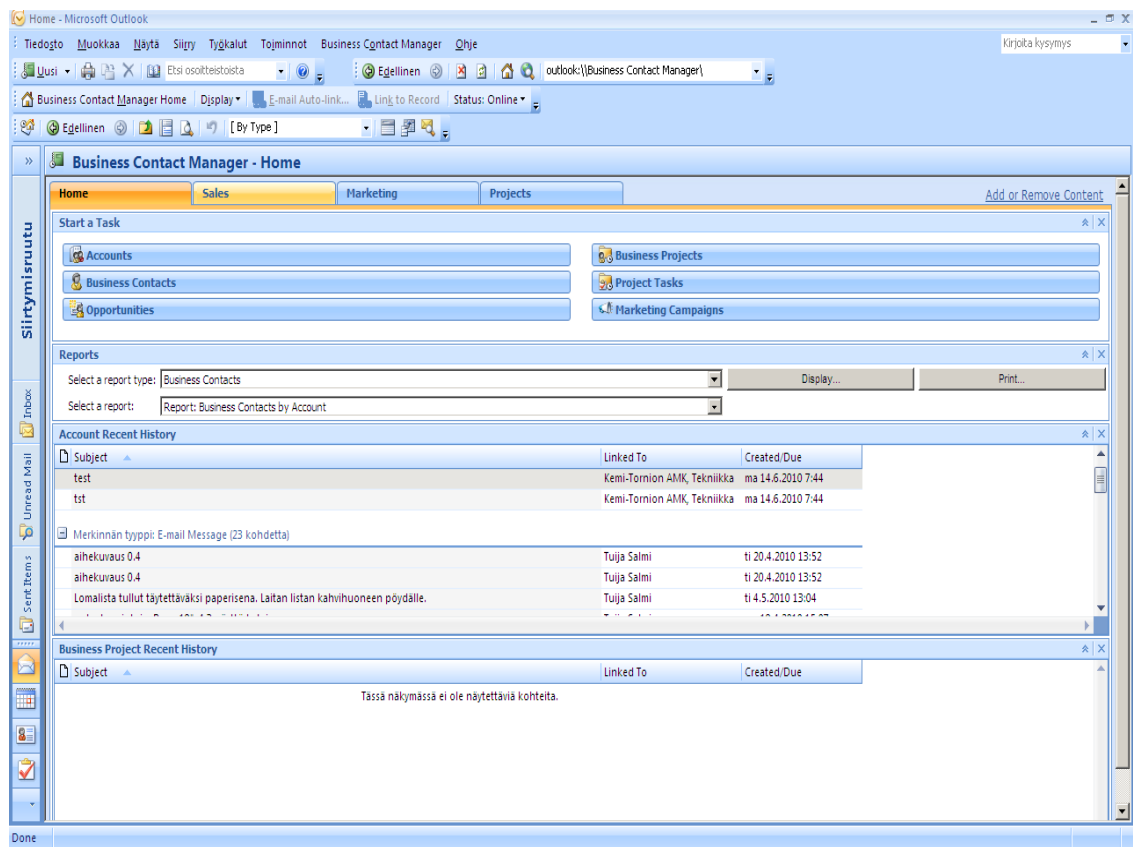 Home - Microsoft Outlook
Tiedosto Muokkaa Näytä Siirry Työkalut Toiminnot Business Contact Manager Ohje Kirjoita kysymys
Uusi Etsi osoitteistoista Edellinen outlook:\\Business Contact Manager\
Business Contact Manager Home Display E-mail Auto-link... Link to Record Status: Online
Edellinen [ By Type ]
» Business Contact Manager - Home
Home Sales Marketing Projects Add or Remove Content
Start a Task
Accounts Business Projects
Business Contacts Project Tasks
Opportunities Marketing Campaigns
Siirtymisruutu
Reports
Select a report type: Business Contacts Display... Print...
Select a report: Report: Business Contacts by Account
Inbox
Account Recent History
Subject Linked To Created/Due
test Kemi-Tornion AMK, Tekniikka ma 14.6.2010 7:44
tst Kemi-Tornion AMK, Tekniikka ma 14.6.2010 7:44
Unread Mail
Merkinnän tyyppi: E-mail Message (23 kohdetta)
aihekuvaus 0.4 Tuija Salmi ti 20.4.2010 13:52
aihekuvaus 0.4 Tuija Salmi ti 20.4.2010 13:52
Lomalista tullut täytettäväksi paperisena. Laitan listan kahvihuoneen pöydälle. Tuija Salmi ti 4.5.2010 13:04
Sent Items
Business Project Recent History
Subject Linked To Created/Due
Tässä näkymässä ei ole näytettäviä kohteita.
Done